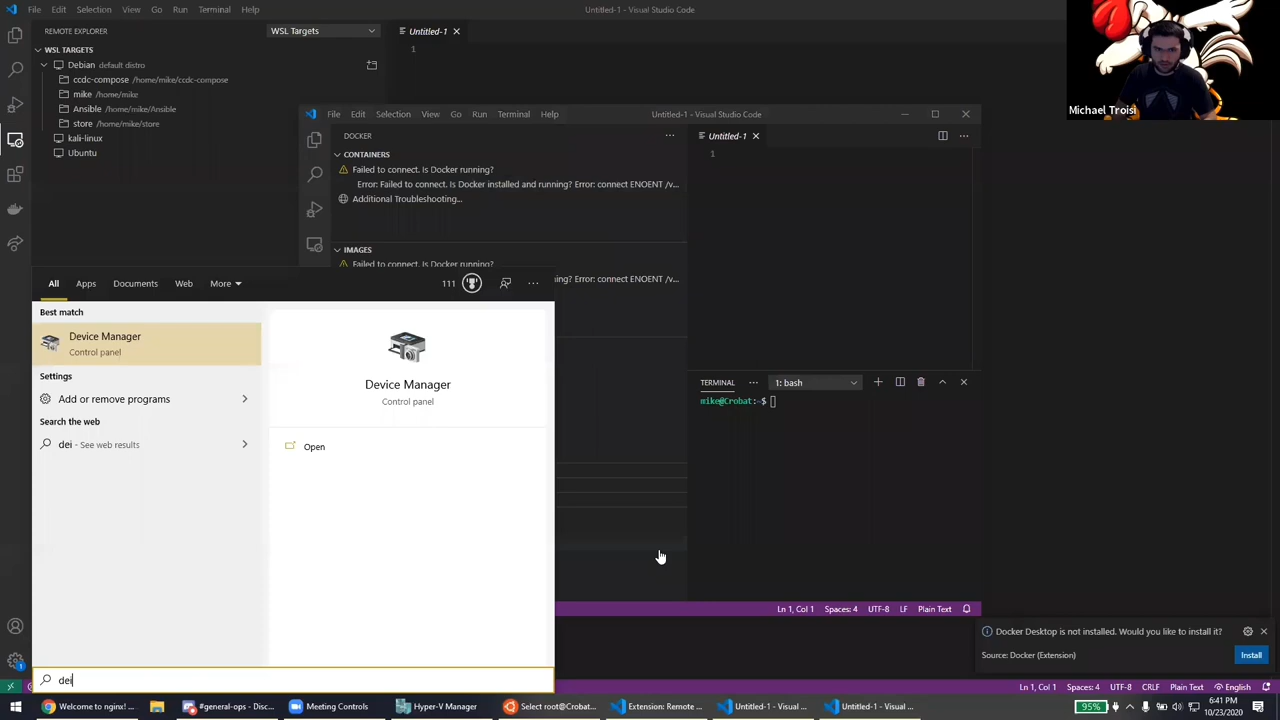 File Edit Selection View Go Run Terminal Help
Untitled-1 - Visual Studio Code
REMOTE EXPLORER
WSL Targets
Untitled-1
1
WSL TARGETS
Debian default distro
ccdc-compose /home/mike/ccdc-compose
mike /home/mike
Ansible /home/mike/Ansible
store /home/mike/store
kali-linux
Ubuntu
Michael Troisi
File Edit Selection View Go Run Terminal Help
Untitled-1 - Visual Studio Code
DOCKER
CONTAINERS
Failed to connect. Is Docker running?
Error: Failed to connect. Is Docker installed and running? Error: connect ENOENT /v...
Additional Troubleshooting...
IMAGES
Failed to connect. Is Docker running?
ing? Error: connect ENOENT /v...
Untitled-1
1
TERMINAL
1: bash
mike@Crobat:~$
Ln 1, Col 1 Spaces: 4 UTF-8 LF Plain Text
All Apps Documents Web More
111
Best match
Device Manager
Control panel
Settings
Add or remove programs
Search the web
dei - See web results
Device Manager
Control panel
Open
dei
Docker Desktop is not installed. Would you like to install it?
Source: Docker (Extension)
Install
1
Ln 1, Col 1 Spaces: 4 UTF-8 CRLF Plain Text English
Welcome to nginx! ...
#general-ops - Disc...
Meeting Controls
Hyper-V Manager
Select root@Crobat...
Extension: Remote ...
Untitled-1 - Visual ...
Untitled-1 - Visual ...
95%
6:41 PM
10/23/2020